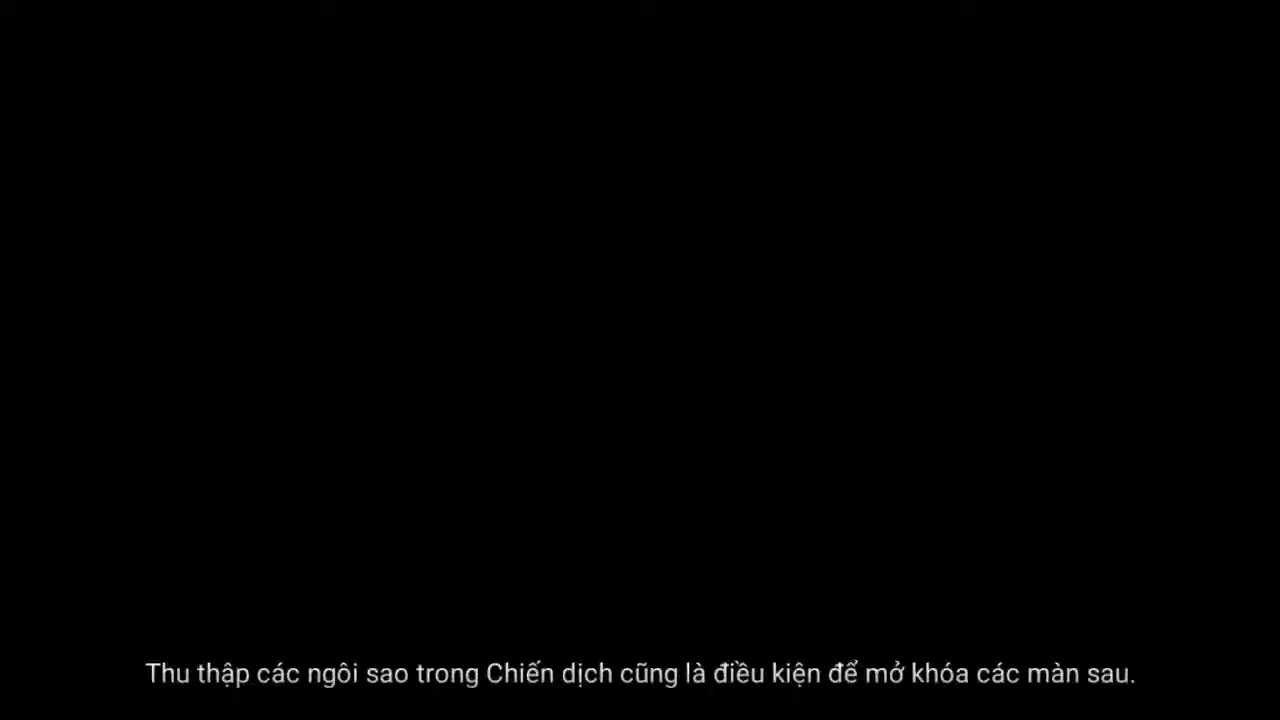 Thu thập các ngôi sao trong Chiến dịch cũng là điều kiện để mở khóa các màn sau.